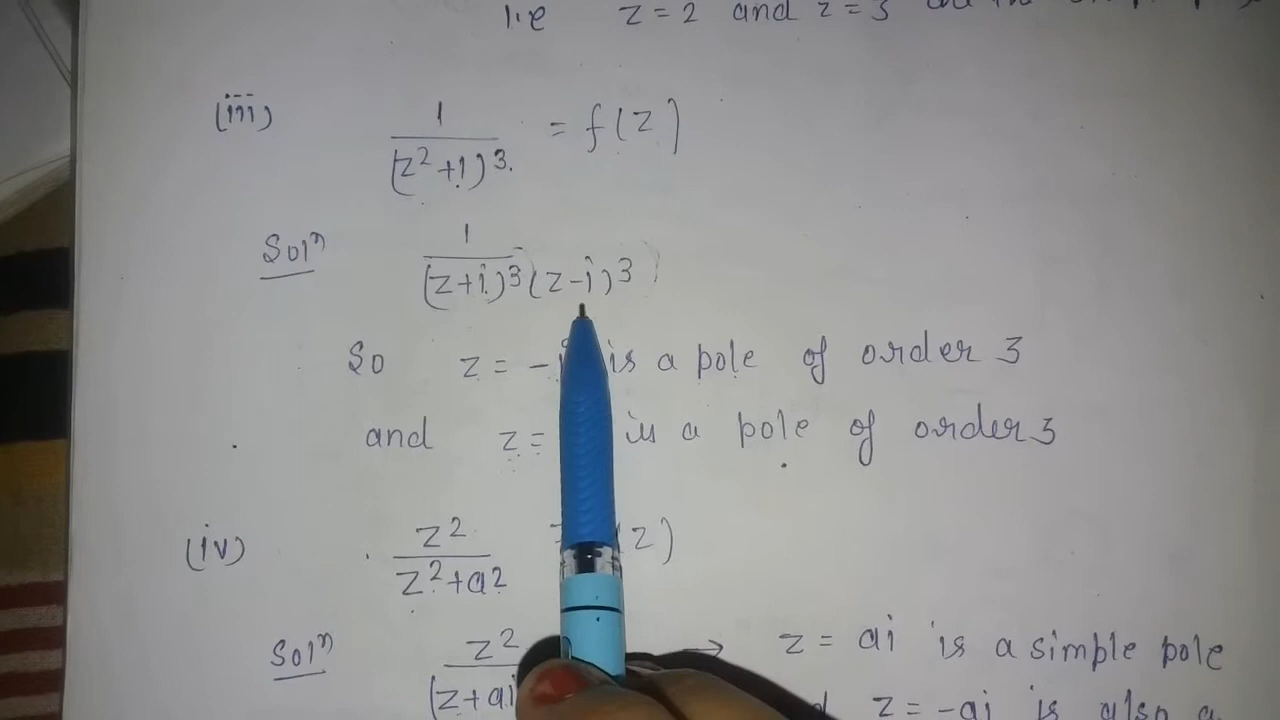 i.e z = 2 and z = 3
(iii) 1/(z²+1)³ = f(z)
Solⁿ 1/((z+i)³(z-i)³)
So z = -i is a pole of order 3
and z = is a pole of order 3
(iv) z²/(z²+a²) = (z)
Solⁿ z²/(z+ai → z = ai is a simple pole
z = -ai is also a